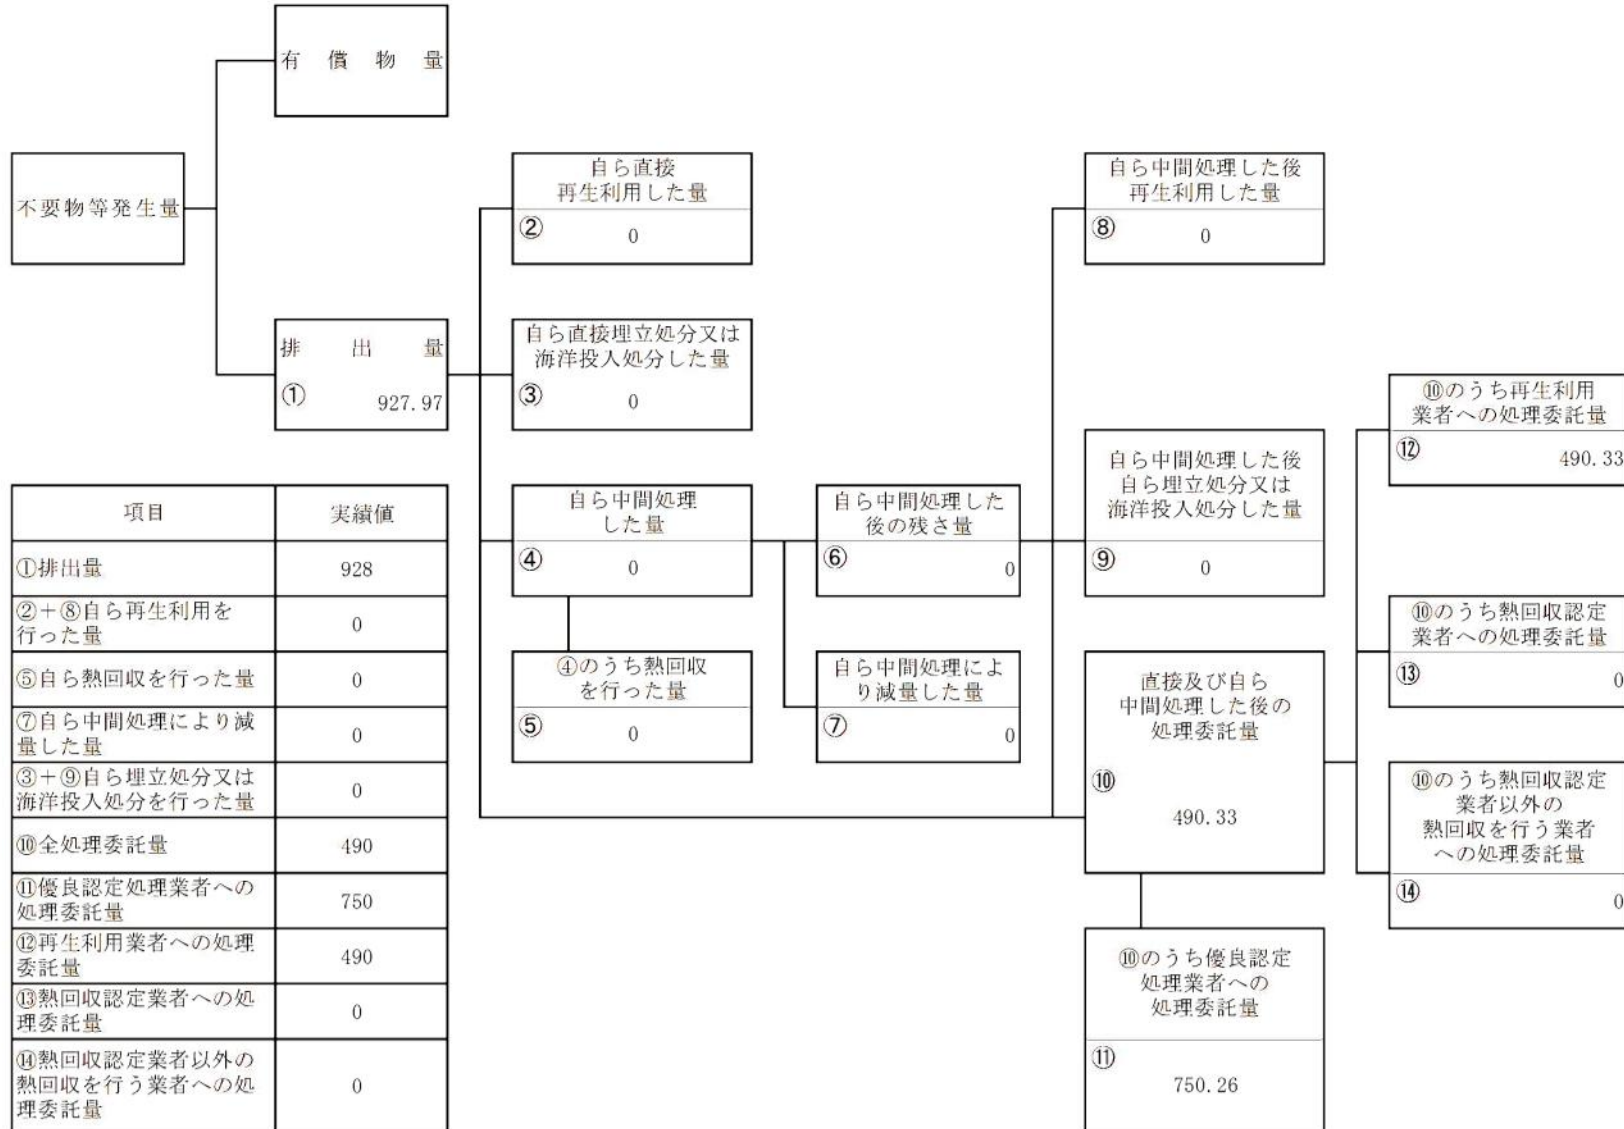 有償物量
不要物等発生量
排出量
① 927.97
自ら直接
再生利用した量
② 0
自ら直接埋立処分又は
海洋投入処分した量
③ 0
自ら中間処理
した量
④ 0
④のうち熱回収
を行った量
⑤ 0
自ら中間処理した
後の残さ量
⑥ 0
自ら中間処理によ
り減量した量
⑦ 0
自ら中間処理した後
再生利用した量
⑧ 0
自ら中間処理した後
自ら埋立処分又は
海洋投入処分した量
⑨ 0
直接及び自ら
中間処理した後の
処理委託量
⑩
490.33
⑩のうち優良認定
処理業者への
処理委託量
⑪
750.26
⑩のうち再生利用
業者への処理委託量
⑫ 490.33
⑩のうち熱回収認定
業者への処理委託量
⑬ 0
⑩のうち熱回収認定
業者以外の
熱回収を行う業者
への処理委託量
⑭ 0
項目 実績値
①排出量 928
②+⑧自ら再生利用を
行った量 0
⑤自ら熱回収を行った量 0
⑦自ら中間処理により減
量した量 0
③+⑨自ら埋立処分又は
海洋投入処分を行った量 0
⑩全処理委託量 490
⑪優良認定処理業者への
処理委託量 750
⑫再生利用業者への処理
委託量 490
⑬熱回収認定業者への処
理委託量 0
⑭熱回収認定業者以外の
熱回収を行う業者への処
理委託量 0